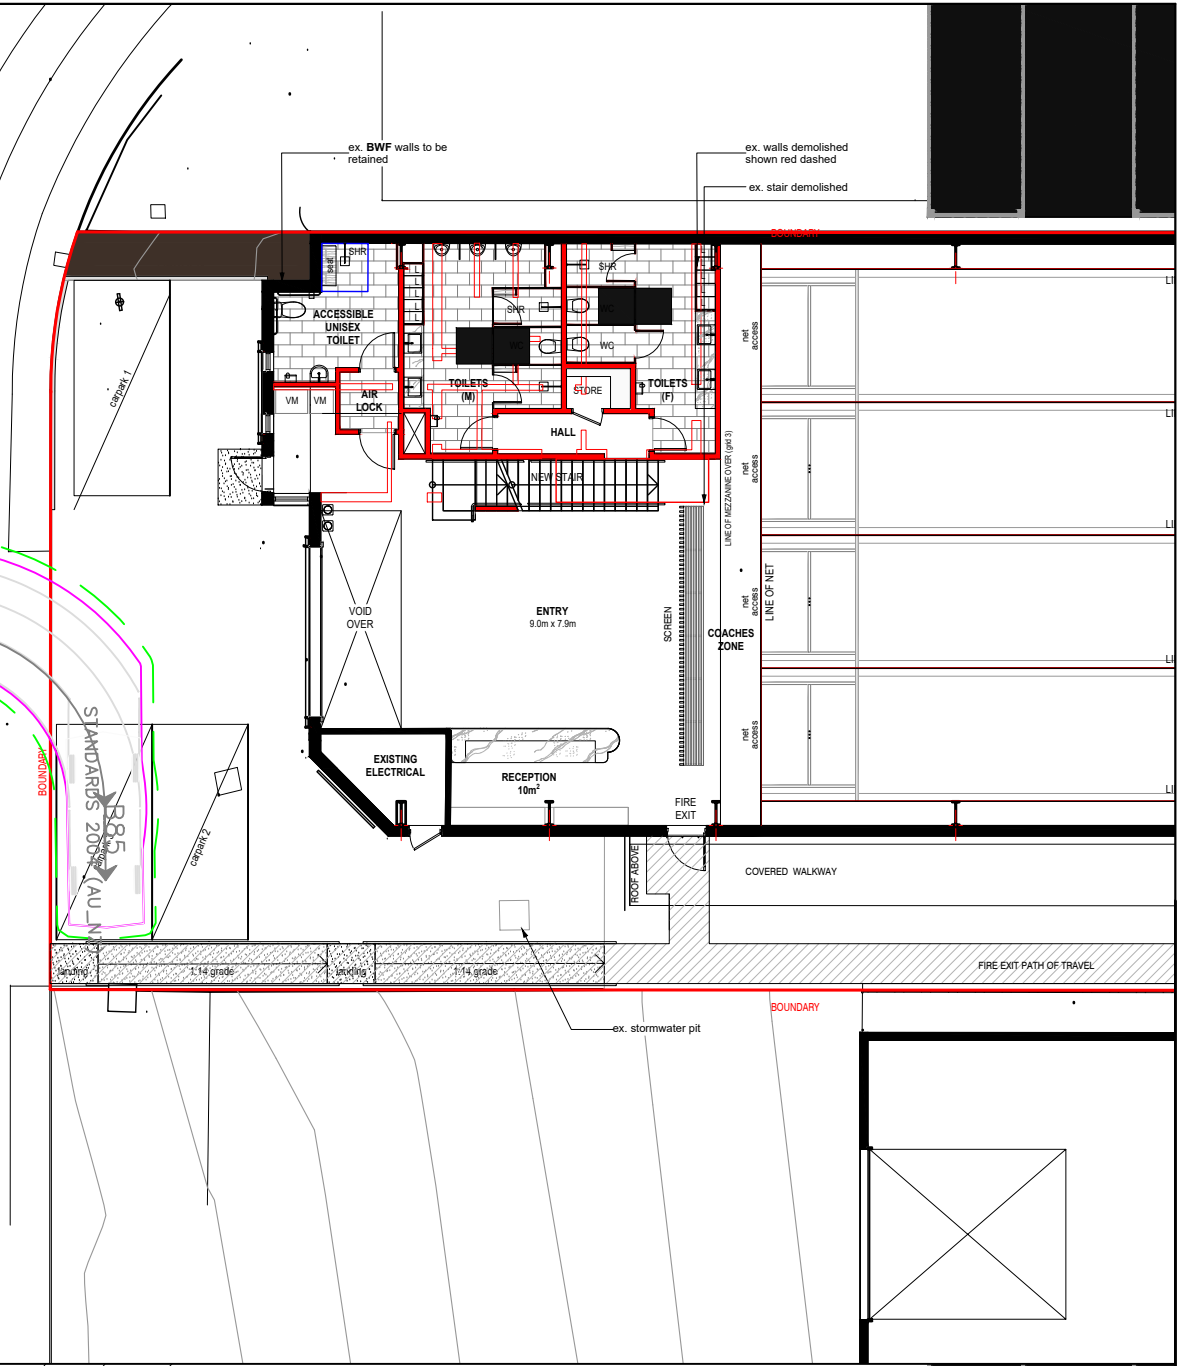 ex. BWF walls to be
retained
ex. walls demolished
shown red dashed
ex. stair demolished
BOUNDARY
SHR
seat
ACCESSIBLE
UNISEX
TOILET
L
L
L
L
SHR
WC
TOILETS
(M)
SHR
WC
WC
STORE
TOILETS
(F)
L
L
L
L
L
AIR
LOCK
VM
VM
HALL
NEW STAIR
carpark 1
LINE OF MEZZANINE OVER (grid 3)
net
access
net
access
net
access
net
access
LINE OF NET
LI
LI
LI
LI
LI
VOID
OVER
ENTRY
9.0m x 7.9m
SCREEN
COACHES
ZONE
EXISTING
ELECTRICAL
RECEPTION
10m²
FIRE
EXIT
BOUNDARY
B85
STANDARDS 2004 (AU_NZ)
carpark 2
ROOF ABOVE
COVERED WALKWAY
landing
1:14 grade
landing
1:14 grade
FIRE EXIT PATH OF TRAVEL
BOUNDARY
ex. stormwater pit